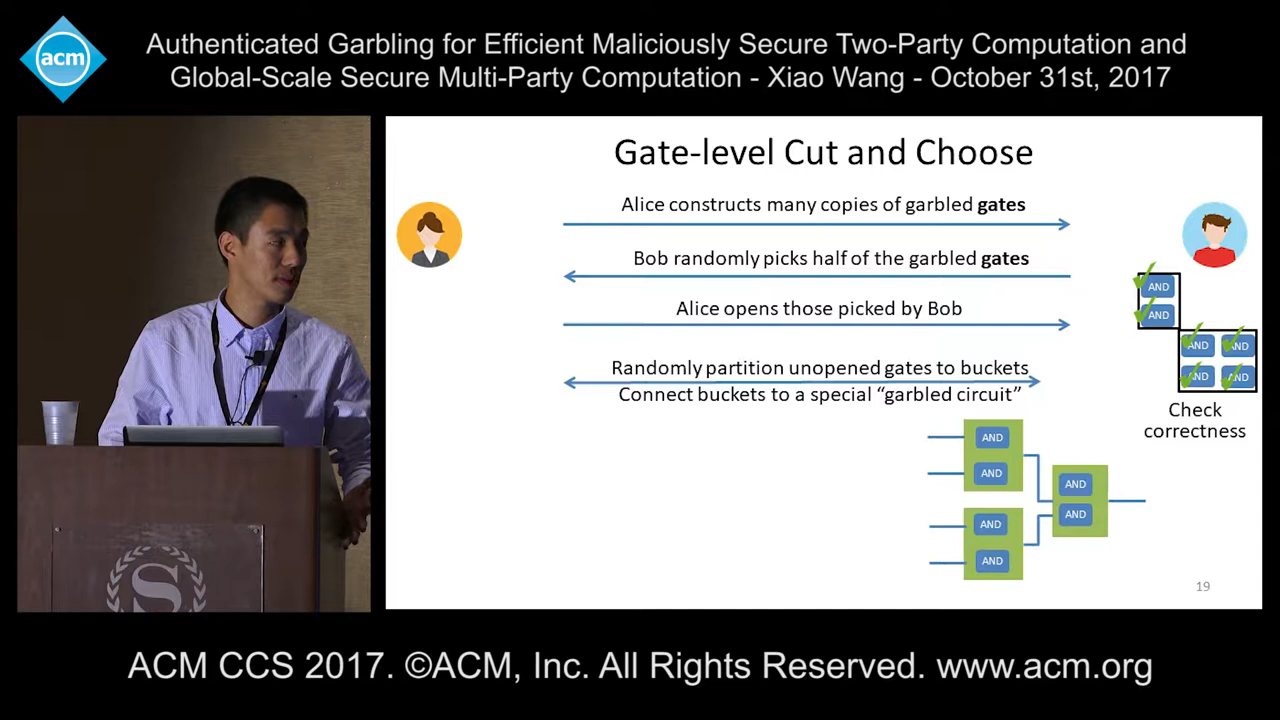 acm
Authenticated Garbling for Efficient Maliciously Secure Two-Party Computation and
Global-Scale Secure Multi-Party Computation - Xiao Wang - October 31st, 2017
Gate-level Cut and Choose
Alice constructs many copies of garbled gates
Bob randomly picks half of the garbled gates
Alice opens those picked by Bob
Randomly partition unopened gates to buckets
Connect buckets to a special “garbled circuit”
AND
AND
AND AND
AND AND
Check
correctness
AND
AND
AND
AND
AND
AND
19
S
ACM CCS 2017. ©ACM, Inc. All Rights Reserved. www.acm.org